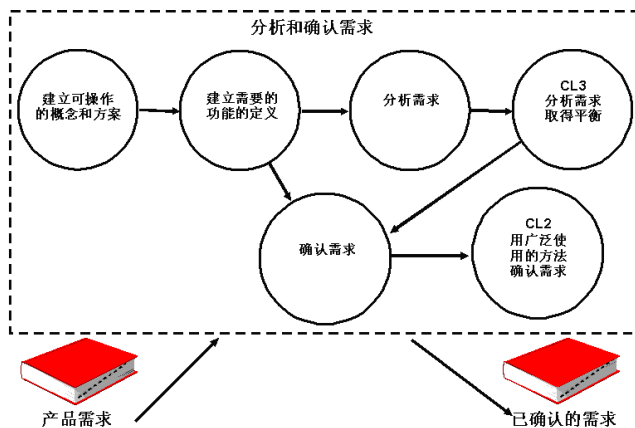 分析和确认需求
建立可操作
的概念和方案
建立需要的
功能的定义
分析需求
CL3
分析需求
取得平衡
确认需求
CL2
用广泛使
用的方法
确认需求
产品需求
已确认的需求